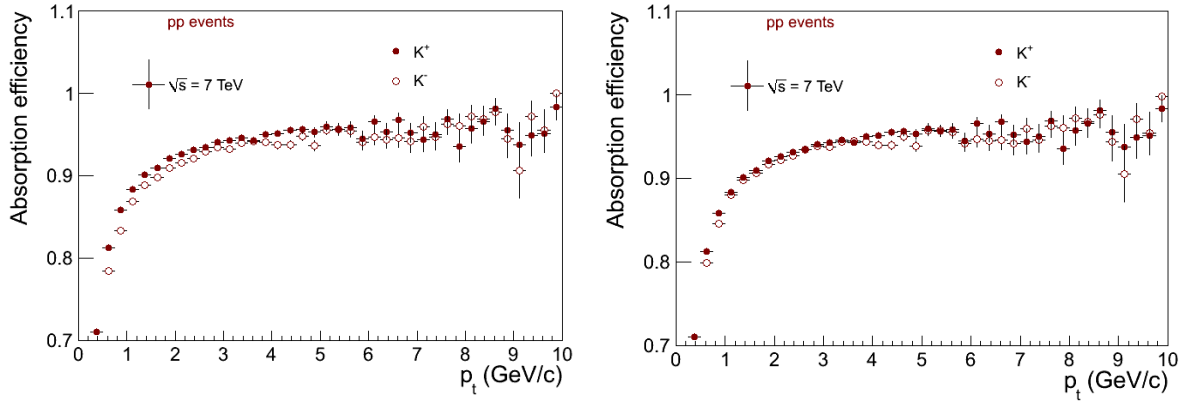 pp events
√s = 7 TeV
K+
K-
Absorption efficiency
1.1
1
0.9
0.8
0.7
0 1 2 3 4 5 6 7 8 9 10
pt (GeV/c)
pp events
√s = 7 TeV
K+
K-
Absorption efficiency
1.1
1
0.9
0.8
0.7
0 1 2 3 4 5 6 7 8 9 10
pt (GeV/c)